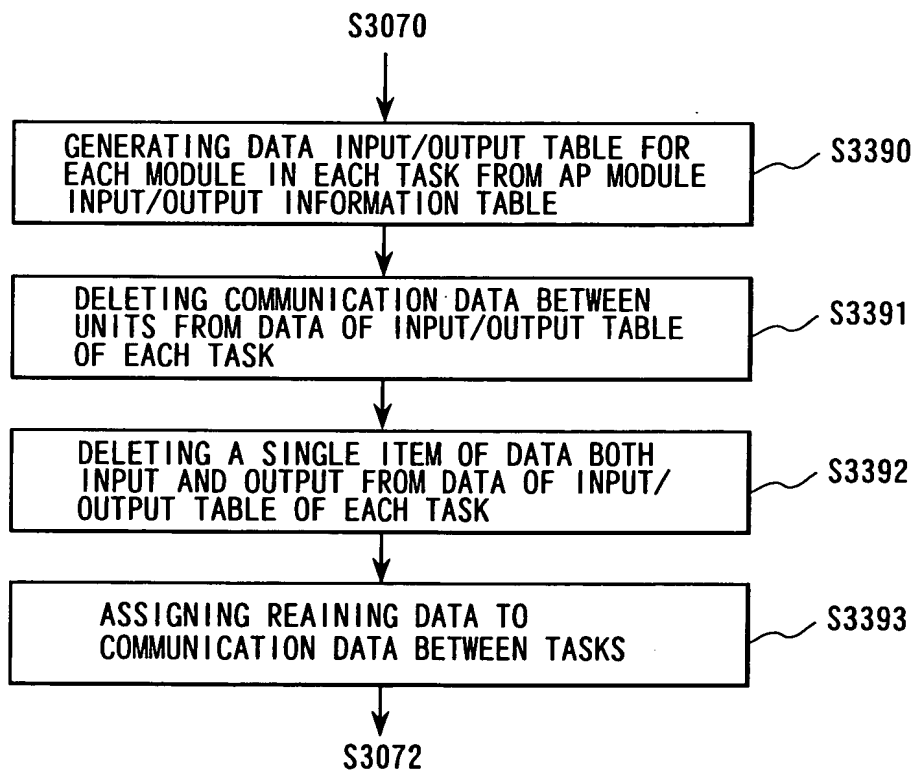 S3070
GENERATING DATA INPUT/OUTPUT TABLE FOR
EACH MODULE IN EACH TASK FROM AP MODULE
INPUT/OUTPUT INFORMATION TABLE
S3390
DELETING COMMUNICATION DATA BETWEEN
UNITS FROM DATA OF INPUT/OUTPUT TABLE
OF EACH TASK
S3391
DELETING A SINGLE ITEM OF DATA BOTH
INPUT AND OUTPUT FROM DATA OF INPUT/
OUTPUT TABLE OF EACH TASK
S3392
ASSIGNING REAINING DATA TO
COMMUNICATION DATA BETWEEN TASKS
S3393
S3072